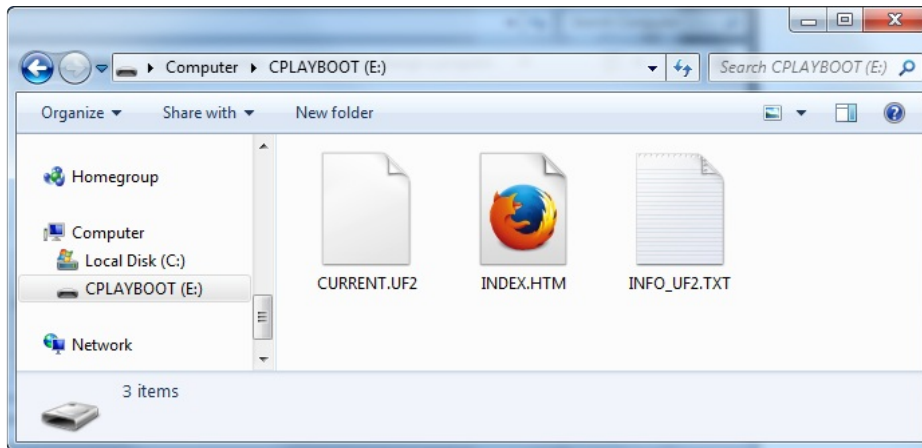 Computer
CPLAYBOOT (E:)
Search CPLAYBOOT (E:)
Organize
Share with
New folder
Homegroup
Computer
Local Disk (C:)
CPLAYBOOT (E:)
Network
CURRENT.UF2
INDEX.HTM
INFO_UF2.TXT
3 items